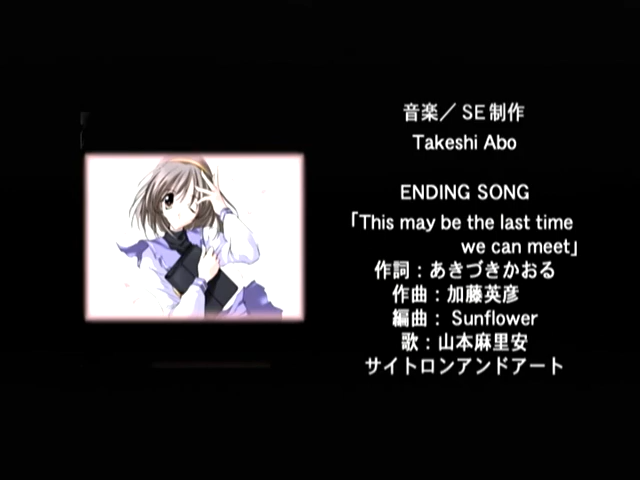 音楽／SE制作
Takeshi Abo
ENDING SONG
「This may be the last time
we can meet」
作詞：あきづきかおる
作曲：加藤英彦
編曲：Sunflower
歌：山本麻里安
サイトロンアンドアート